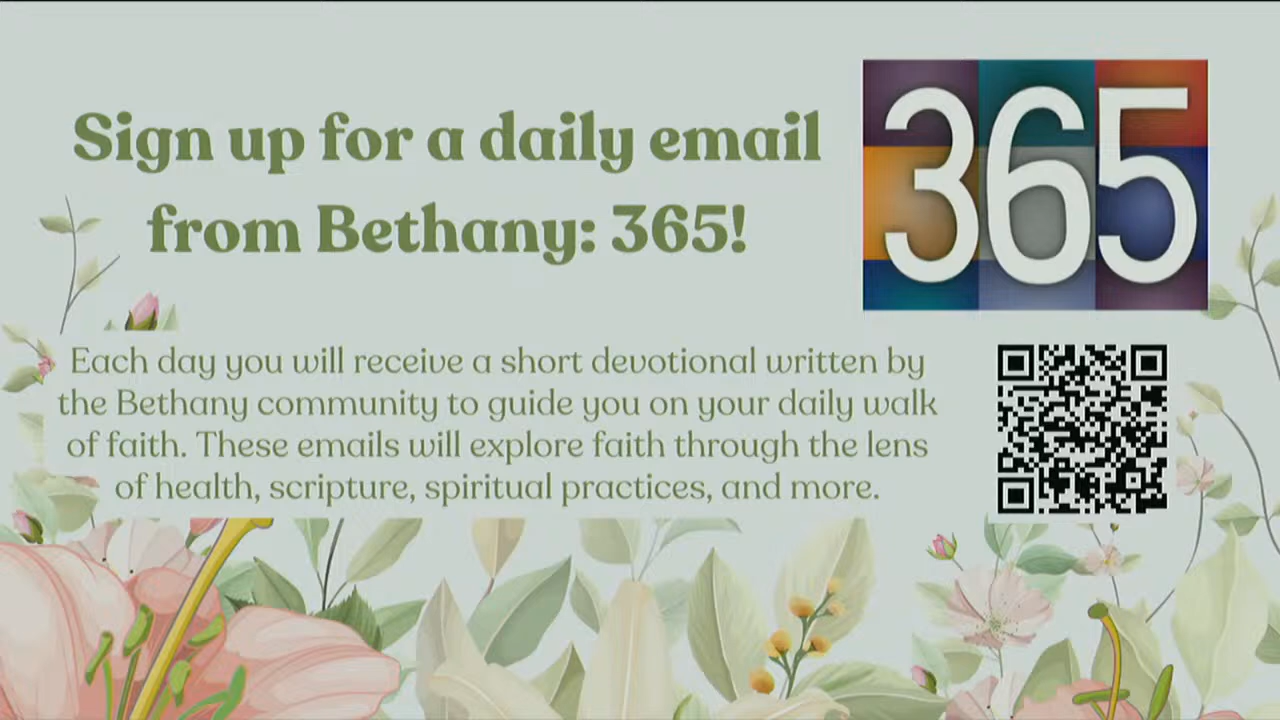 Sign up for a daily email
from Bethany: 365!
365
Each day you will receive a short devotional written by
the Bethany community to guide you on your daily walk
of faith. These emails will explore faith through the lens
of health, scripture, spiritual practices, and more.